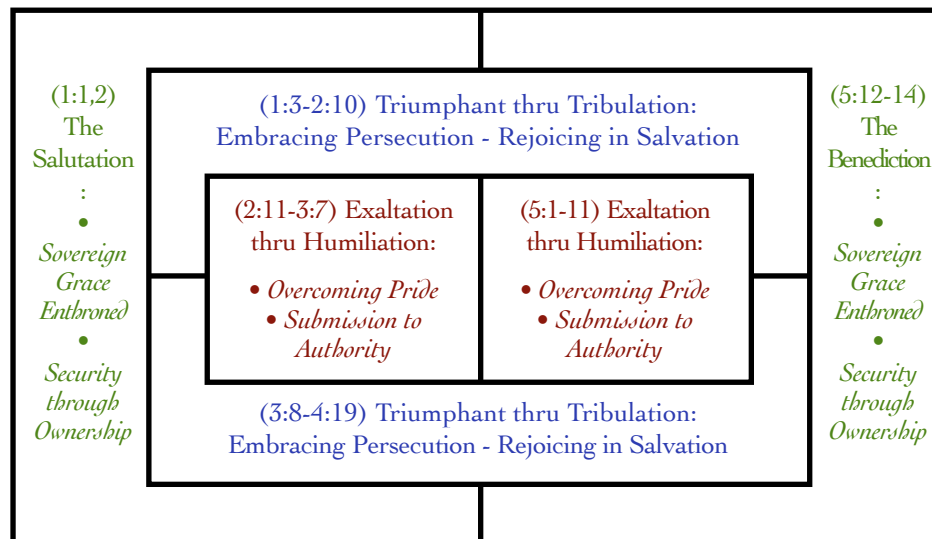 (1:1,2)
The
Salutation
:
•
Sovereign
Grace
Enthroned
•
Security
through
Ownership
(1:3-2:10) Triumphant thru Tribulation:
Embracing Persecution - Rejoicing in Salvation
(2:11-3:7) Exaltation
thru Humiliation:
• Overcoming Pride
• Submission to
Authority
(5:1-11) Exaltation
thru Humiliation:
• Overcoming Pride
• Submission to
Authority
(3:8-4:19) Triumphant thru Tribulation:
Embracing Persecution - Rejoicing in Salvation
(5:12-14)
The
Benediction
:
•
Sovereign
Grace
Enthroned
•
Security
through
Ownership